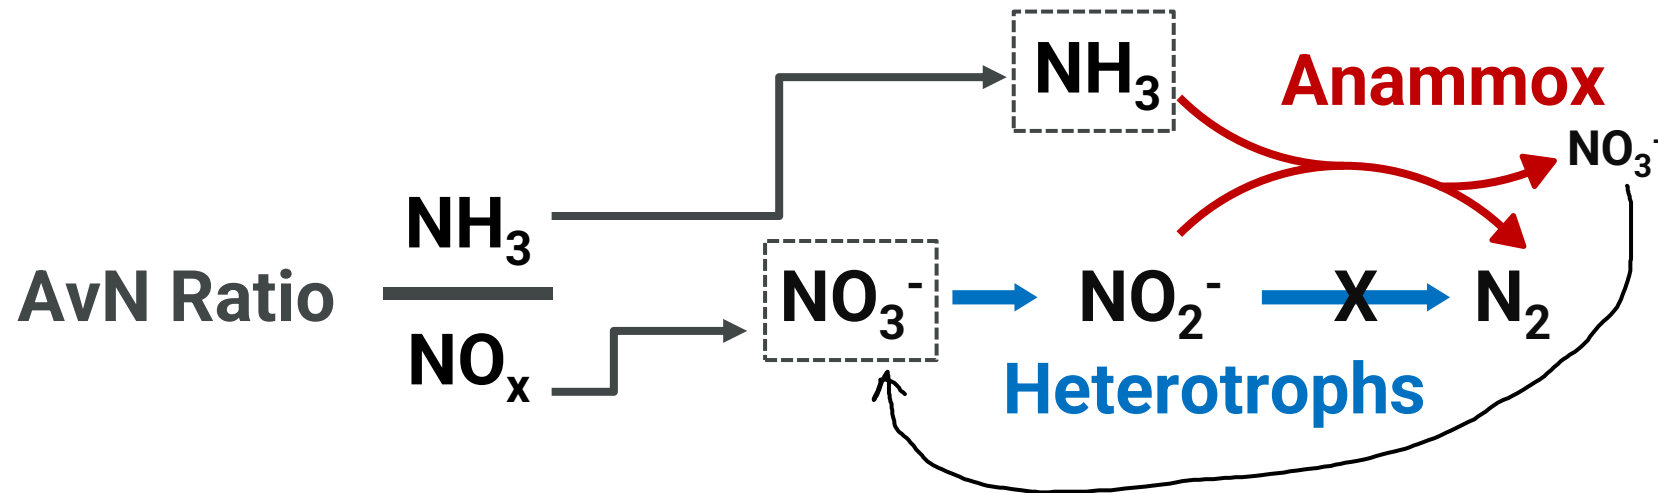 NH₃
Anammox
NO₃⁻
NH₃
AvN Ratio
NOₓ
NO₃⁻
NO₂⁻
X
N₂
Heterotrophs